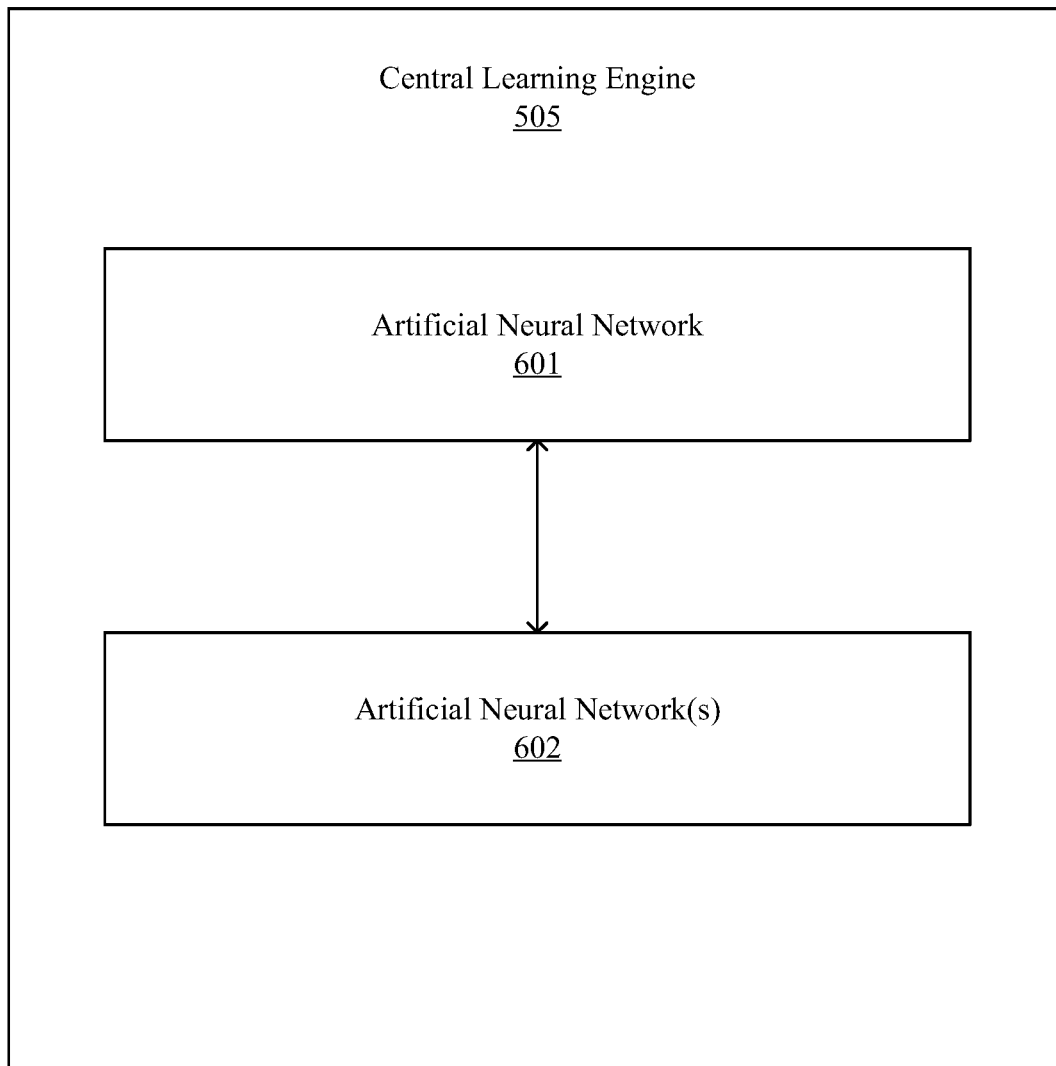 Central Learning Engine
505
Artificial Neural Network
601
Artificial Neural Network(s)
602